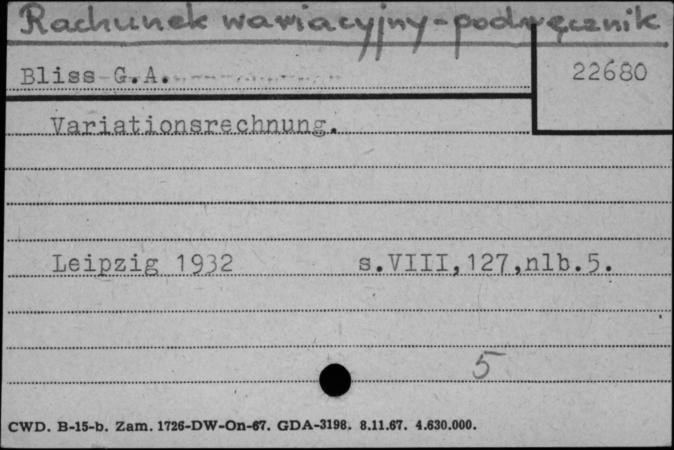 Rachunek wariacyjny - podręcznik
Bliss G.A.
22680
Variationsrechnung.
Leipzig 1932 s.VIII,127,nlb.5.
5
CWD. B-15-b. Zam. 1726-DW-On-67. GDA-3198. 8.11.67. 4.630.000.